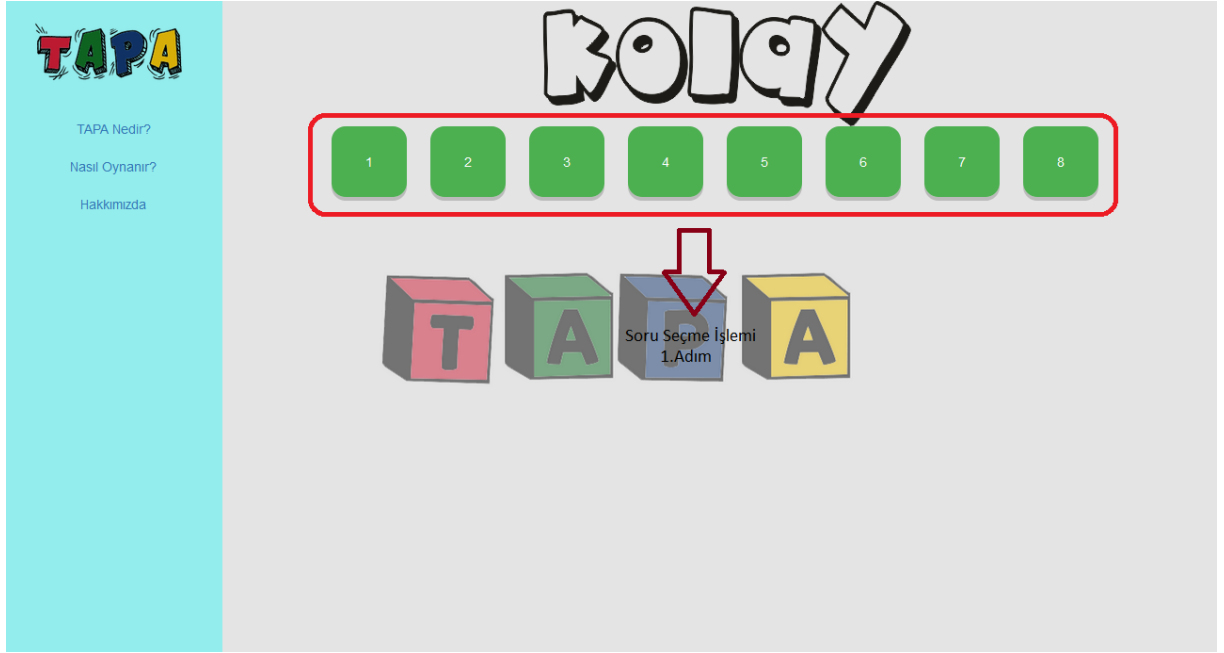 TAPA
TAPA Nedir?
Nasıl Oynanır?
Hakkımızda
kolay
1 2 3 4 5 6 7 8
T A P A
Soru Seçme İşlemi
1.Adım